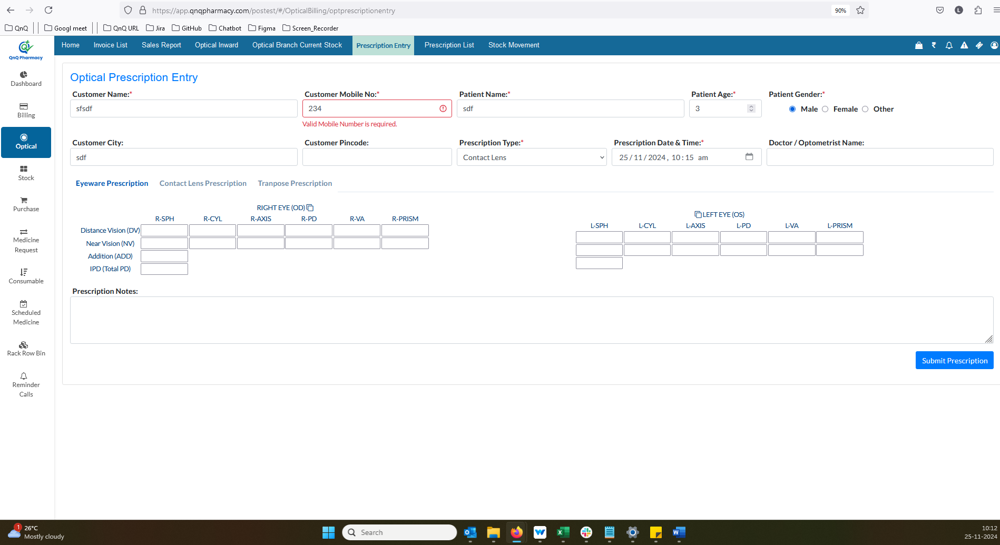 https://app.qnqpharmacy.com/postest/#/OpticalBilling/optprescriptionentry
90%
L
QnQ
Googl meet
QnQ URL
Jira
GitHub
Chatbot
Figma
Screen_Recorder
QnQ Pharmacy
Home
Invoice List
Sales Report
Optical Inward
Optical Branch Current Stock
Prescription Entry
Prescription List
Stock Movement
Dashboard
Billing
Optical
Stock
Purchase
Medicine
Request
Consumable
Scheduled
Medicine
Rack Row Bin
Reminder
Calls
Optical Prescription Entry
Customer Name:*
Customer Mobile No:*
Patient Name:*
Patient Age:*
Patient Gender:*
sfsdf
234
sdf
3
Male
Female
Other
Valid Mobile Number is required.
Customer City:
Customer Pincode:
Prescription Type:*
Prescription Date & Time:*
Doctor / Optometrist Name:
sdf
Contact Lens
25/11/2024, 10:15 am
Eyeware Prescription
Contact Lens Prescription
Tranpose Prescription
RIGHT EYE (OD)
R-SPH R-CYL R-AXIS R-PD R-VA R-PRISM
Distance Vision (DV)
Near Vision (NV)
Addition (ADD)
IPD (Total PD)
LEFT EYE (OS)
L-SPH L-CYL L-AXIS L-PD L-VA L-PRISM
Prescription Notes:
Submit Prescription
1
26°C
Mostly cloudy
Search
10:12
25-11-2024